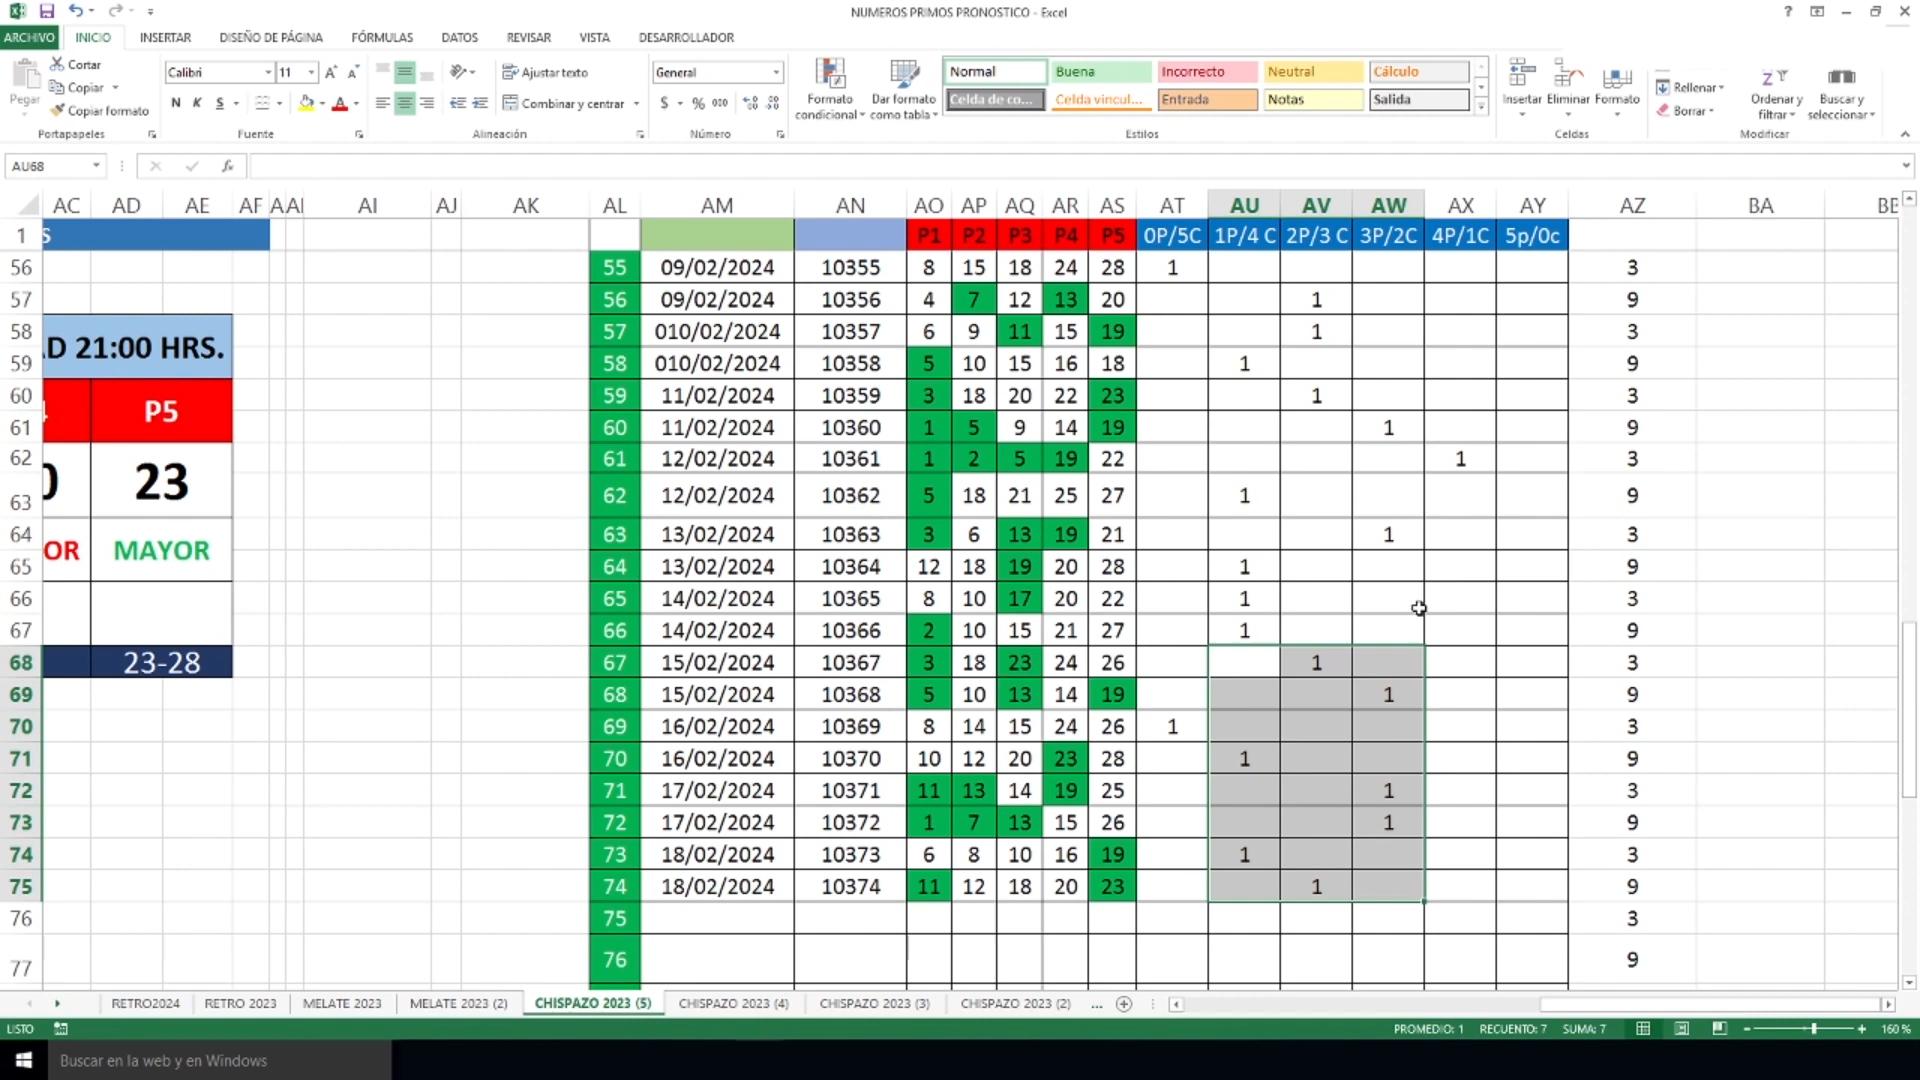 NUMEROS PRIMOS PRONOSTICO - Excel
ARCHIVO INICIO INSERTAR DISEÑO DE PÁGINA FÓRMULAS DATOS REVISAR VISTA DESARROLLADOR
Pegar
Cortar
Copiar
Copiar formato
Portapapeles
Calibri 11
N K S
Fuente
Ajustar texto
Combinar y centrar
Alineación
General
$ % 000
Número
Formato condicional
Dar formato como tabla
Normal Buena Incorrecto Neutral Cálculo
Celda de co... Celda vincul... Entrada Notas Salida
Estilos
Insertar Eliminar Formato
Celdas
Rellenar
Borrar
Ordenar y filtrar
Buscar y seleccionar
Modificar
AU68
AC AD AE AF AI AJ AK AL AM AN AO AP AQ AR AS AT AU AV AW AX AY AZ BA
1 S P1 P2 P3 P4 P5 0P/5C 1P/4 C 2P/3 C 3P/2C 4P/1C 5p/0c
56 55 09/02/2024 10355 8 15 18 24 28 1 3
57 56 09/02/2024 10356 4 7 12 13 20 1 9
58 57 010/02/2024 10357 6 9 11 15 19 1 3
D 21:00 HRS.
59 58 010/02/2024 10358 5 10 15 16 18 1 9
60 59 11/02/2024 10359 3 18 20 22 23 1 3
P5
61 60 11/02/2024 10360 1 5 9 14 19 1 9
62 61 12/02/2024 10361 1 2 5 19 22 1 3
23
63 62 12/02/2024 10362 5 18 21 25 27 1 9
64 63 13/02/2024 10363 3 6 13 19 21 1 3
OR MAYOR
65 64 13/02/2024 10364 12 18 19 20 28 1 9
66 65 14/02/2024 10365 8 10 17 20 22 1 3
67 66 14/02/2024 10366 2 10 15 21 27 1 9
68 23-28 67 15/02/2024 10367 3 18 23 24 26 1 3
69 68 15/02/2024 10368 5 10 13 14 19 1 9
70 69 16/02/2024 10369 8 14 15 24 26 1 3
71 70 16/02/2024 10370 10 12 20 23 28 1 9
72 71 17/02/2024 10371 11 13 14 19 25 1 3
73 72 17/02/2024 10372 1 7 13 15 26 1 9
74 73 18/02/2024 10373 6 8 10 16 19 1 3
75 74 18/02/2024 10374 11 12 18 20 23 1 9
76 75 3
77 76 9
RETRO2024 RETRO 2023 MELATE 2023 MELATE 2023 (2) CHISPAZO 2023 (5) CHISPAZO 2023 (4) CHISPAZO 2023 (3) CHISPAZO 2023 (2) ...
LISTO PROMEDIO: 1 RECUENTO: 7 SUMA: 7 160 %
Buscar en la web y en Windows